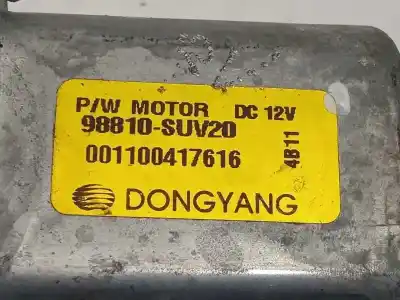 P/W MOTOR DC 12V
98810-SUV20
001100417616
4B11
DONGYANG